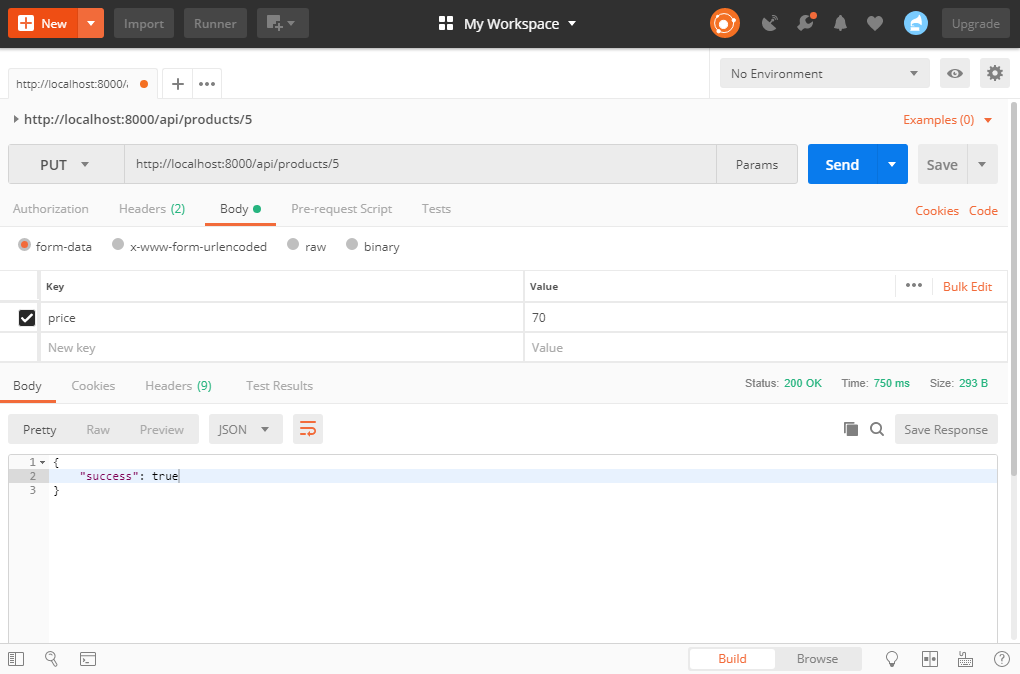 New Import Runner My Workspace Upgrade
http://localhost:8000/a No Environment
http://localhost:8000/api/products/5 Examples (0)
PUT http://localhost:8000/api/products/5 Params Send Save
Authorization Headers (2) Body Pre-request Script Tests Cookies Code
form-data x-www-form-urlencoded raw binary
Key Value Bulk Edit
price 70
New key Value
Body Cookies Headers (9) Test Results Status: 200 OK Time: 750 ms Size: 293 B
Pretty Raw Preview JSON Save Response
1 {
2 "success": true
3 }
Build Browse